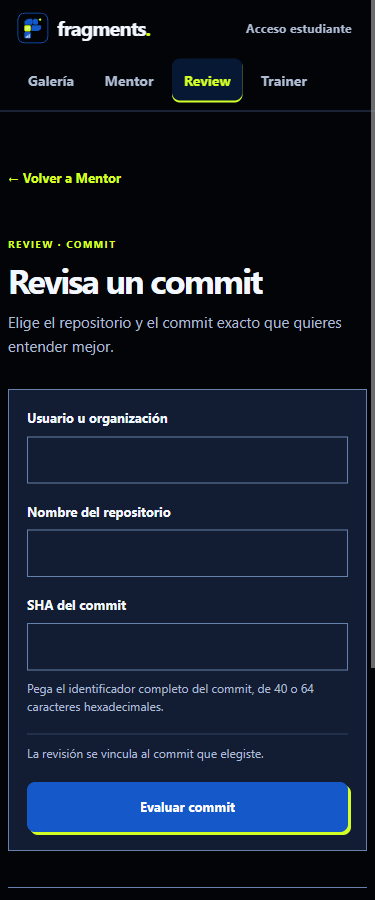 fragments.
Acceso estudiante
Galería
Mentor
Review
Trainer
← Volver a Mentor
REVIEW · COMMIT
Revisa un commit
Elige el repositorio y el commit exacto que quieres
entender mejor.
Usuario u organización
Nombre del repositorio
SHA del commit
Pega el identificador completo del commit, de 40 o 64
caracteres hexadecimales.
La revisión se vincula al commit que elegiste.
Evaluar commit